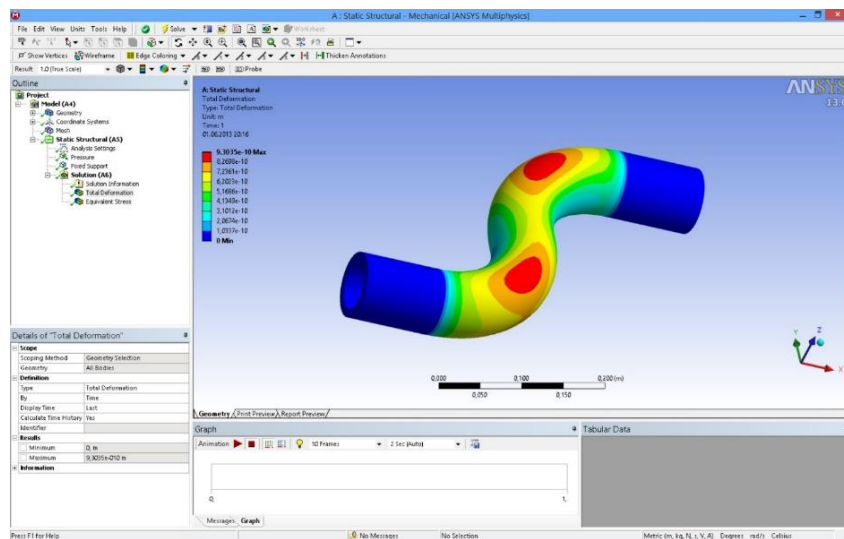 A : Static Structural - Mechanical [ANSYS Multiphysics]
File Edit View Units Tools Help Solve Worksheet
Show Vertices Wireframe Edge Coloring Thicken Annotations
Result 1.0 (True Scale) Probe
Outline
Project
Model (A4)
Geometry
Coordinate Systems
Mesh
Static Structural (A5)
Analysis Settings
Pressure
Fixed Support
Solution (A6)
Solution Information
Total Deformation
Equivalent Stress
A: Static Structural
Total Deformation
Type: Total Deformation
Unit: m
Time: 1
01.06.2013 20:16
9,3035e-10 Max
8,2698e-10
7,2361e-10
6,2023e-10
5,1686e-10
4,1349e-10
3,1012e-10
2,0674e-10
1,0337e-10
0 Min
ANSYS
13.0
0,000 0,100 0,200 (m)
0,050 0,150
Y Z
X
Geometry Print Preview Report Preview
Details of "Total Deformation"
Scope
Scoping Method Geometry Selection
Geometry All Bodies
Definition
Type Total Deformation
By Time
Display Time Last
Calculate Time History Yes
Identifier
Results
Minimum 0, m
Maximum 9,3035e-010 m
Information
Graph
Animation 10 Frames 2 Sec (Auto)
0, 1,
Messages Graph
Tabular Data
Press F1 for Help No Messages No Selection Metric (m, kg, N, s, V, A) Degrees rad/s Celsius